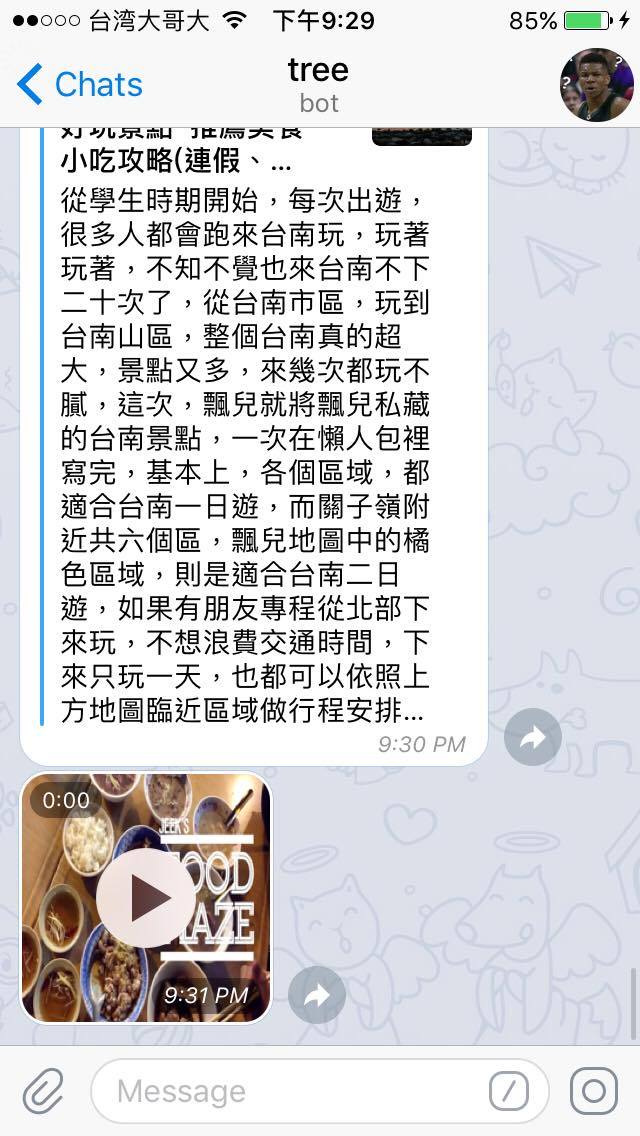 台湾大哥大 下午9:29 85%
Chats
tree
bot
好玩景點 推薦美食
小吃攻略(連假、...
從學生時期開始，每次出遊，
很多人都會跑來台南玩，玩著
玩著，不知不覺也來台南不下
二十次了，從台南市區，玩到
台南山區，整個台南真的超
大，景點又多，來幾次都玩不
膩，這次，飄兒就將飄兒私藏
的台南景點，一次在懶人包裡
寫完，基本上，各個區域，都
適合台南一日遊，而關子嶺附
近共六個區，飄兒地圖中的橘
色區域，則是適合台南二日
遊，如果有朋友專程從北部下
來玩，不想浪費交通時間，下
來只玩一天，也都可以依照上
方地圖臨近區域做行程安排...
9:30 PM
0:00
JEEK'S
9:31 PM
Message